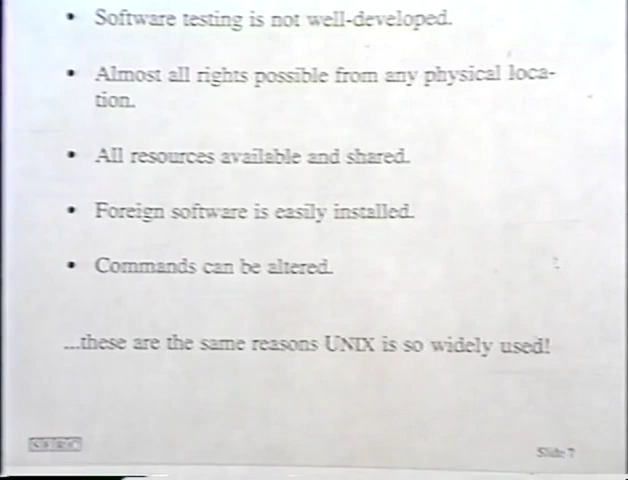 • Software testing is not well-developed.
• Almost all rights possible from any physical loca-
tion.
• All resources available and shared.
• Foreign software is easily installed.
• Commands can be altered.
...these are the same reasons UNIX is so widely used!
Slide 7